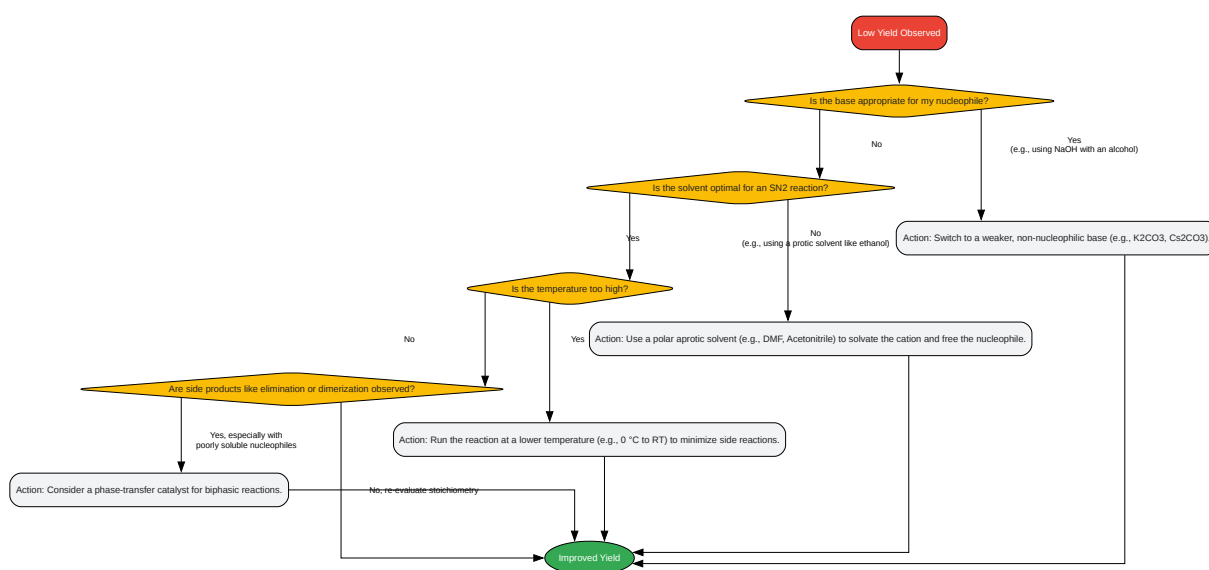 Low Yield Observed
Is the base appropriate for my nucleophile?
No
Yes
(e.g., using NaOH with an alcohol)
Is the solvent optimal for an SN2 reaction?
Yes
No
(e.g., using a protic solvent like ethanol)
Action: Switch to a weaker, non-nucleophilic base (e.g., K2CO3, Cs2CO3).
Is the temperature too high?
No
Yes
Action: Use a polar aprotic solvent (e.g., DMF, Acetonitrile) to solvate the cation and free the nucleophile.
Are side products like elimination or dimerization observed?
Yes, especially with
poorly soluble nucleophiles
Action: Run the reaction at a lower temperature (e.g., 0 °C to RT) to minimize side reactions.
Action: Consider a phase-transfer catalyst for biphasic reactions.
No, re-evaluate stoichiometry
Improved Yield